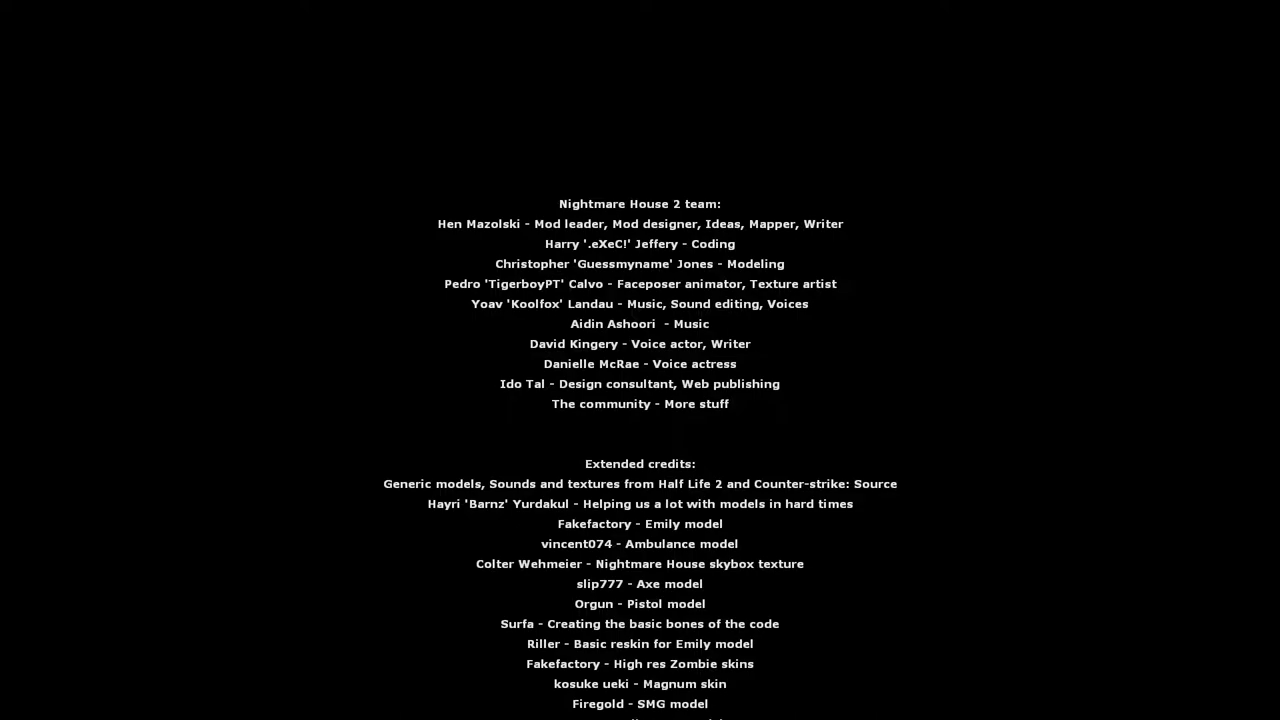 Nightmare House 2 team:
Hen Mazolski - Mod leader, Mod designer, Ideas, Mapper, Writer
Harry '.eXeC!' Jeffery - Coding
Christopher 'Guessmyname' Jones - Modeling
Pedro 'TigerboyPT' Calvo - Faceposer animator, Texture artist
Yoav 'Koolfox' Landau - Music, Sound editing, Voices
Aidin Ashoori  - Music
David Kingery - Voice actor, Writer
Danielle McRae - Voice actress
Ido Tal - Design consultant, Web publishing
The community - More stuff
Extended credits:
Generic models, Sounds and textures from Half Life 2 and Counter-strike: Source
Hayri 'Barnz' Yurdakul - Helping us a lot with models in hard times
Fakefactory - Emily model
vincent074 - Ambulance model
Colter Wehmeier - Nightmare House skybox texture
slip777 - Axe model
Orgun - Pistol model
Surfa - Creating the basic bones of the code
Riller - Basic reskin for Emily model
Fakefactory - High res Zombie skins
kosuke ueki - Magnum skin
Firegold - SMG model